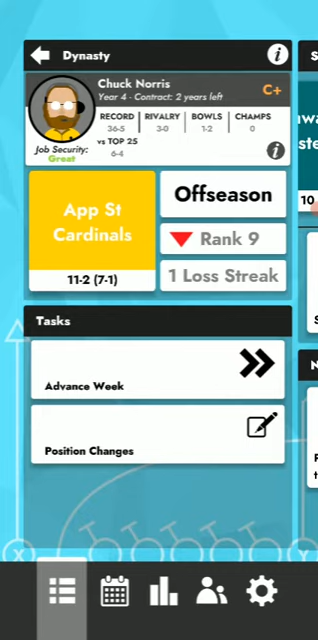 Dynasty
Chuck Norris
Year 4 - Contract: 2 years left
C+
RECORD RIVALRY BOWLS CHAMPS
36-5 3-0 1-2 0
vs TOP 25
6-4
Job Security:
Great
App St
Cardinals
11-2 (7-1)
Offseason
Rank 9
1 Loss Streak
10
Tasks
Advance Week
Position Changes